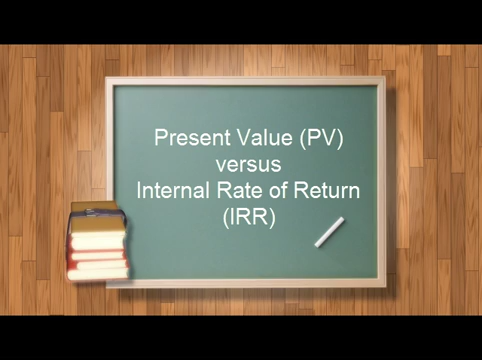 Present Value (PV)
versus
Internal Rate of Return
(IRR)